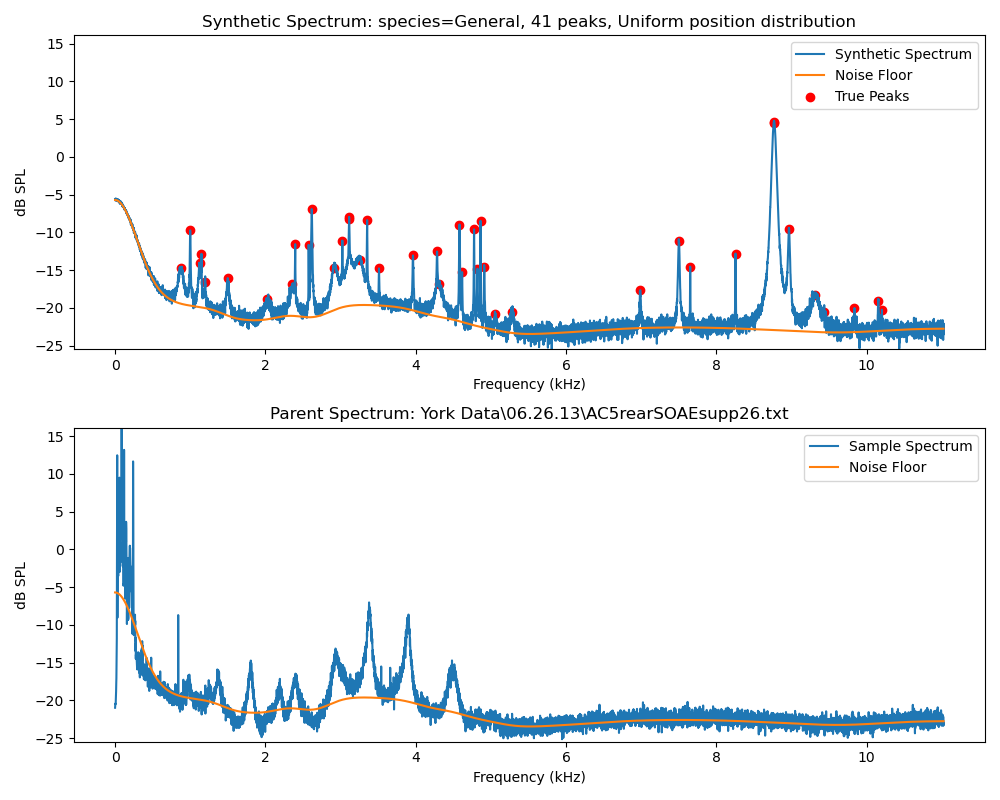 Synthetic Spectrum: species=General, 41 peaks, Uniform position distribution
15
10
5
0
−5
−10
−15
−20
−25
dB SPL
Synthetic Spectrum
Noise Floor
True Peaks
0 2 4 6 8 10
Frequency (kHz)
Parent Spectrum: York Data\06.26.13\AC5rearSOAEsupp26.txt
15
10
5
0
−5
−10
−15
−20
−25
dB SPL
Sample Spectrum
Noise Floor
0 2 4 6 8 10
Frequency (kHz)